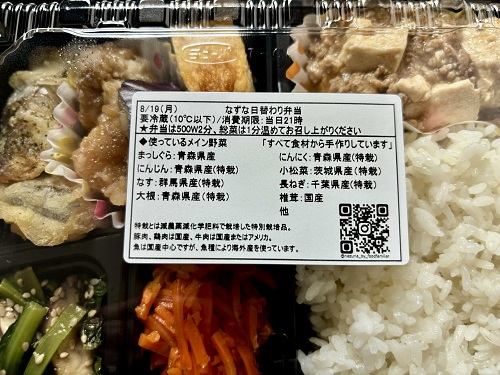 8/19(月)　なずな日替わり弁当
要冷蔵(10℃以下)/消費期限:当日21時
★弁当は500W2分、総菜は1分温めてお召し上がりください
◆使っているメイン野菜　「すべて食材から手作りしています」
まっしぐら:青森県産　にんにく:青森県産(特栽)
にんじん:青森県産(特栽)　小松菜:茨城県産(特栽)
なす:群馬県産(特栽)　長ねぎ:千葉県産(特栽)
大根:青森県産(特栽)　椎茸:国産
他
特栽とは減農薬減化学肥料で栽培した特別栽培品。
豚肉、鶏肉は国産、牛肉は国産またはアメリカ。
魚は国産中心ですが、魚種により海外産を使っています。
@nazuna_by_foodfamilier